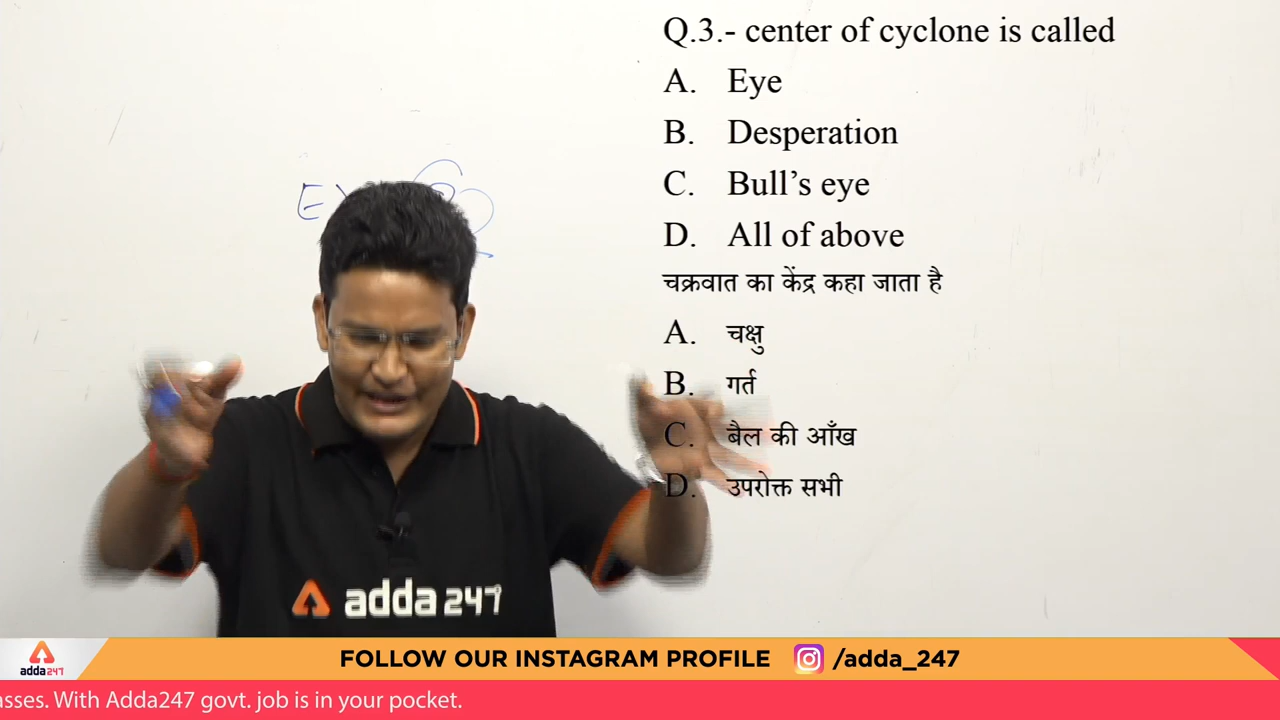 Q.3.- center of cyclone is called
A. Eye
B. Desperation
C. Bull's eye
D. All of above
चक्रवात का केंद्र कहा जाता है
A. चक्षु
B. गर्त
C. बैल की आँख
D. उपरोक्त सभी
adda 247
FOLLOW OUR INSTAGRAM PROFILE /adda_247
adda247
With Adda247 govt. job is in your pocket.